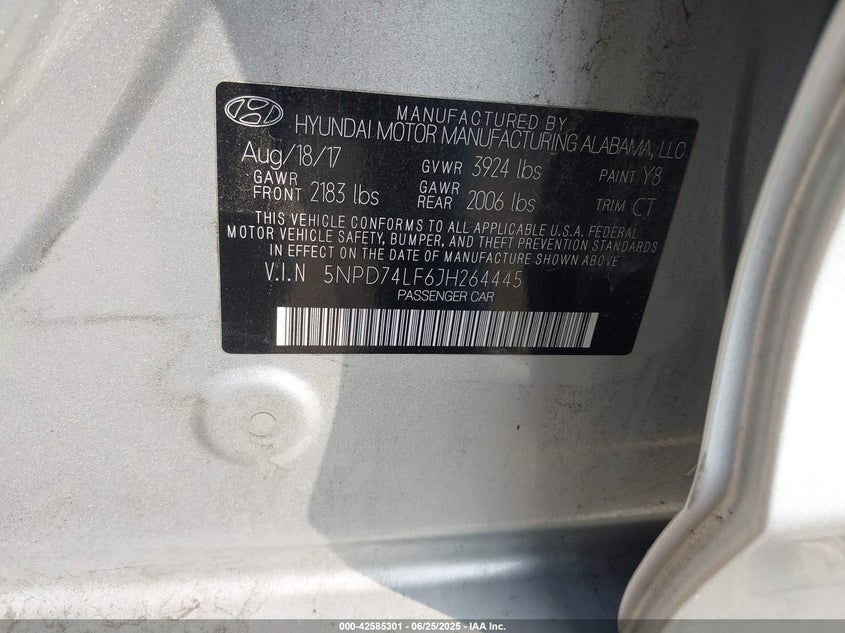 MANUFACTURED BY
HYUNDAI MOTOR MANUFACTURING ALABAMA, LLC
Aug/18/17 GVWR 3924 lbs PAINT Y8
GAWR FRONT 2183 lbs GAWR REAR 2006 lbs TRIM CT
THIS VEHICLE CONFORMS TO ALL APPLICABLE U.S.A. FEDERAL
MOTOR VEHICLE SAFETY, BUMPER, AND THEFT PREVENTION STANDARDS
IN EFFECT ON THE DATE OF MANUFACTURE SHOWN ABOVE.
V.I.N 5NPD74LF6JH264445
PASSENGER CAR
000-42585301 - 06/25/2025 - IAA Inc.